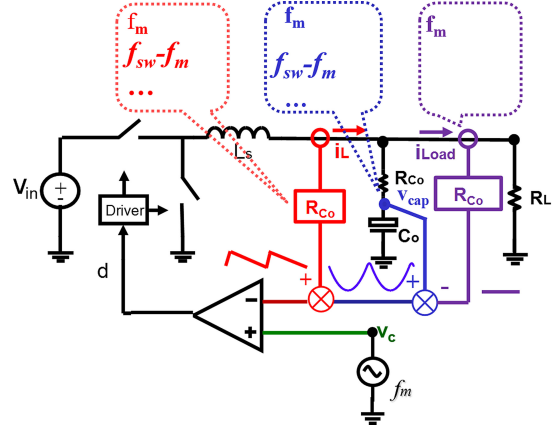 fm
fsw-fm
...
fm
fsw-fm
...
fm
iL
iLoad
Ls
Vin
+
-
Driver
RCo
RCo
vcap
Co
RCo
RL
d
+
+
-
-
+
vc
fm